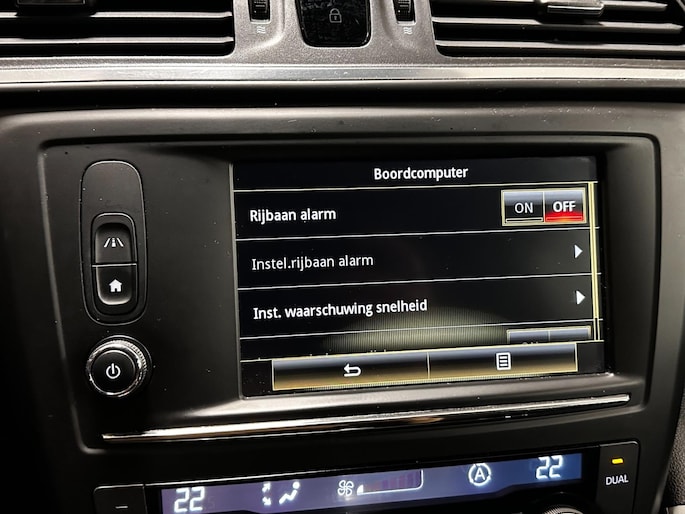 Boordcomputer
Rijbaan alarm
ON OFF
Instel.rijbaan alarm
Inst. waarschuwing snelheid
22
A
22
DUAL